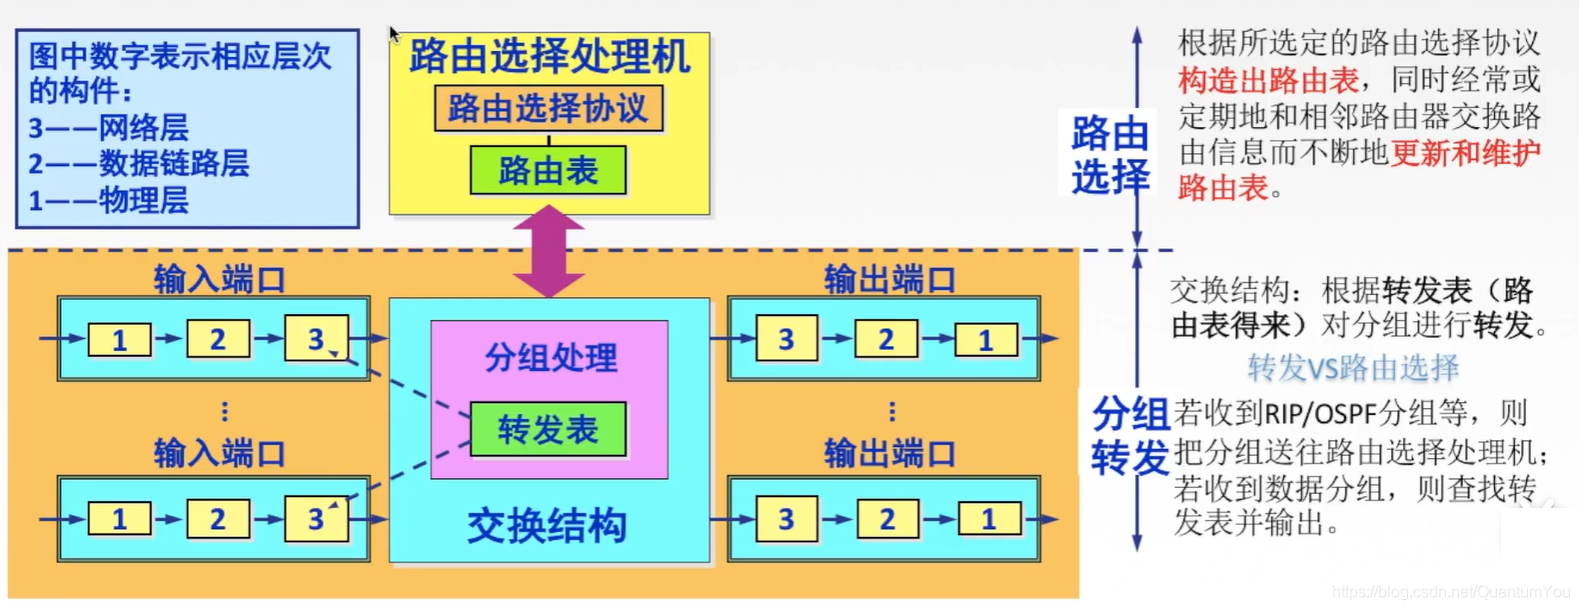 图中数字表示相应层次
的构件：
3——网络层
2——数据链路层
1——物理层
路由选择处理机
路由选择协议
路由表
路由
选择
根据所选定的路由选择协议
构造出路由表，同时经常或
定期地和相邻路由器交换路
由信息而不断地更新和维护
路由表。
输入端口
1
2
3
⋮
输入端口
1
2
3
分组处理
转发表
交换结构
输出端口
3
2
1
⋮
输出端口
3
2
1
分组
转发
交换结构：根据转发表（路
由表得来）对分组进行转发。
转发VS路由选择
若收到RIP/OSPF分组等，则
把分组送往路由选择处理机；
若收到数据分组，则查找转
发表并输出。
https://blog.csdn.net/QuantumYou